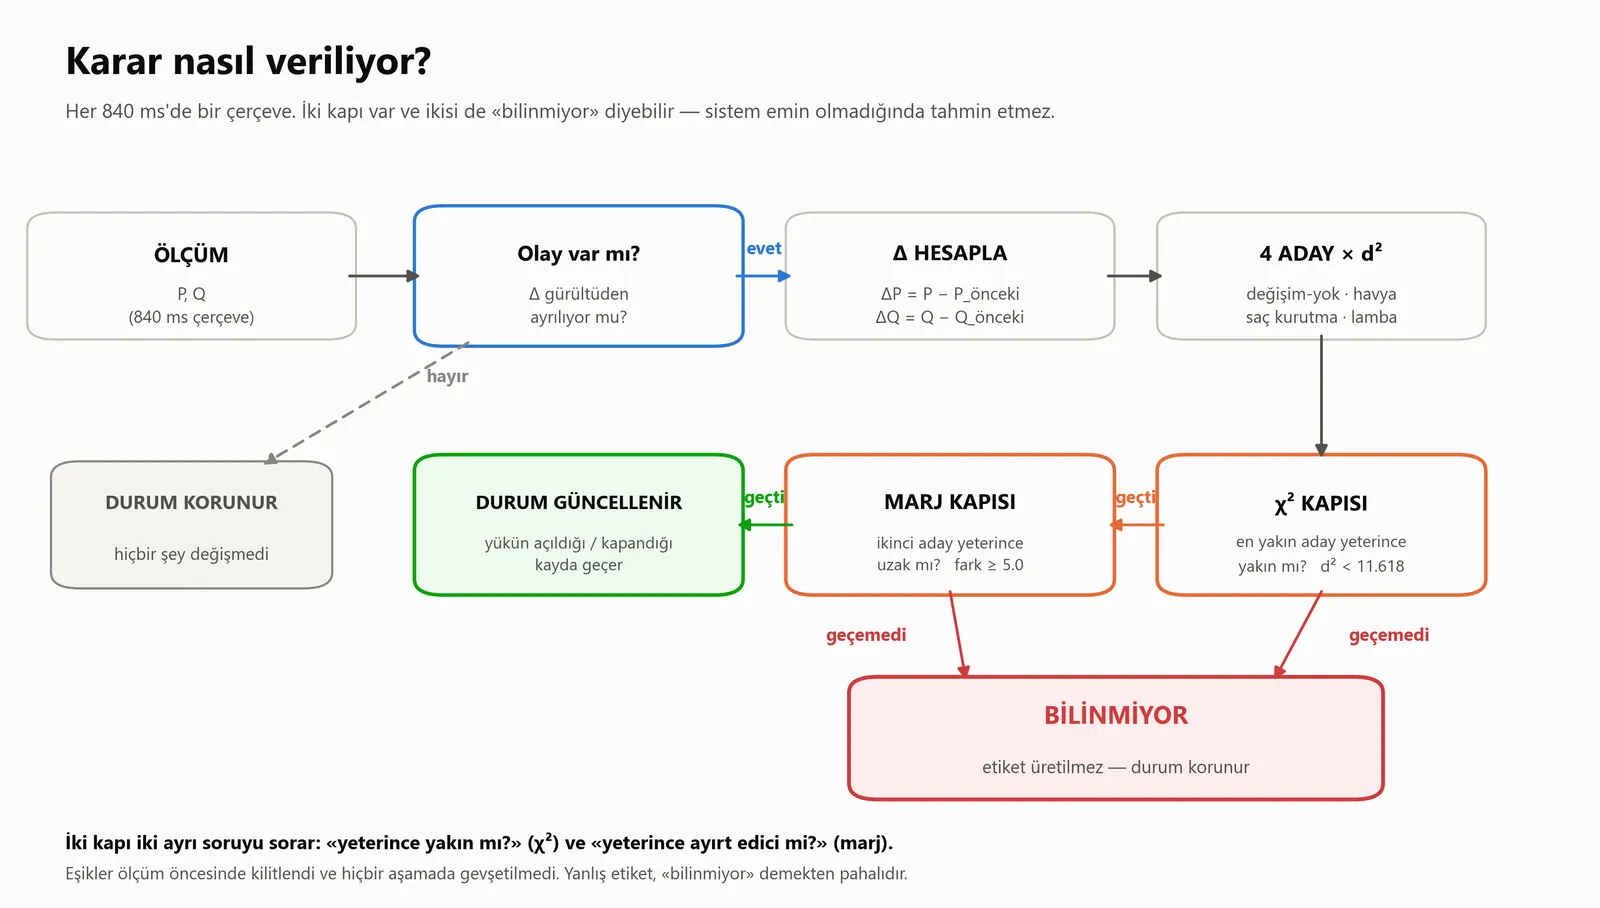 Karar nasıl veriliyor?
Her 840 ms'de bir çerçeve. İki kapı var ve ikisi de «bilinmiyor» diyebilir — sistem emin olmadığında tahmin etmez.
ÖLÇÜM
P, Q
(840 ms çerçeve)
Olay var mı?
Δ gürültüden
ayrılıyor mu?
evet
Δ HESAPLA
ΔP = P − P_önceki
ΔQ = Q − Q_önceki
4 ADAY × d²
değişim-yok · havya
saç kurutma · lamba
hayır
DURUM KORUNUR
hiçbir şey değişmedi
DURUM GÜNCELLENİR
yükün açıldığı / kapandığı
kayda geçer
geçti
MARJ KAPISI
ikinci aday yeterince
uzak mı?   fark ≥ 5.0
geçti
χ² KAPISI
en yakın aday yeterince
yakın mı?   d² < 11.618
geçemedi
geçemedi
BİLİNMİYOR
etiket üretilmez — durum korunur
İki kapı iki ayrı soruyu sorar: «yeterince yakın mı?» (χ²) ve «yeterince ayırt edici mi?» (marj).
Eşikler ölçüm öncesinde kilitlendi ve hiçbir aşamada gevşetilmedi. Yanlış etiket, «bilinmiyor» demekten pahalıdır.